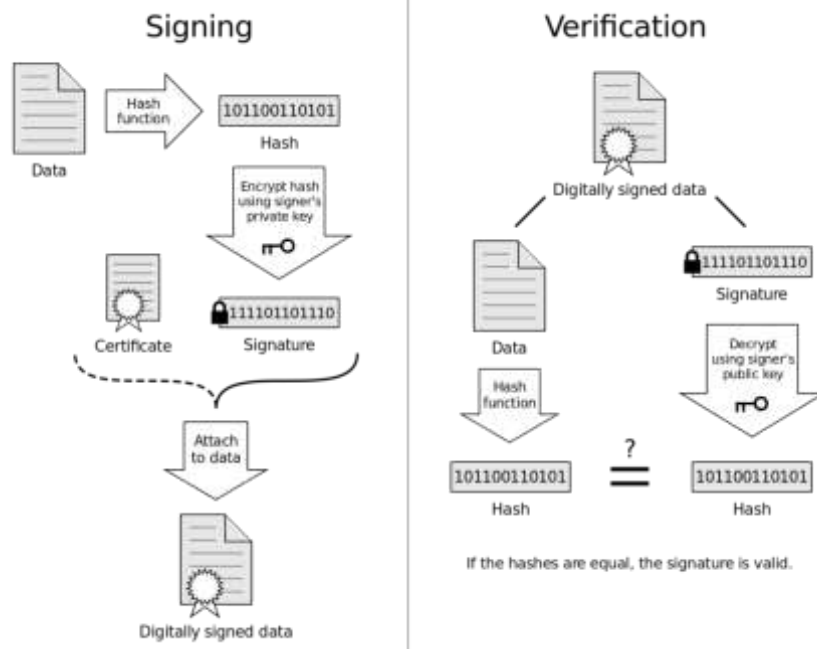 Signing
Data
Hash
function
101100110101
Hash
Encrypt hash
using signer's
private key
Certificate
111101101110
Signature
Attach
to data
Digitally signed data
Verification
Digitally signed data
Data
111101101110
Signature
Hash
function
Decrypt
using signer's
public key
101100110101
Hash
?
=
101100110101
Hash
If the hashes are equal, the signature is valid.